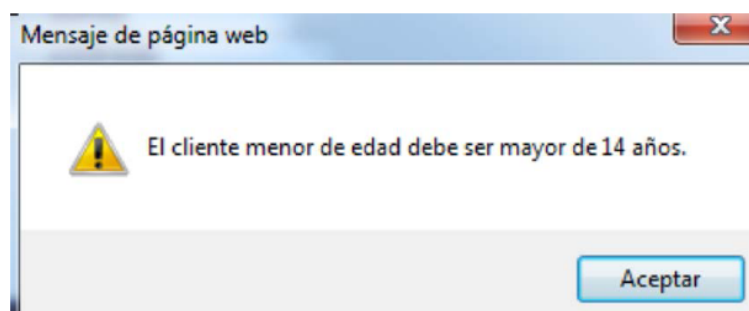 Mensaje de página web
El cliente menor de edad debe ser mayor de 14 años.
Aceptar